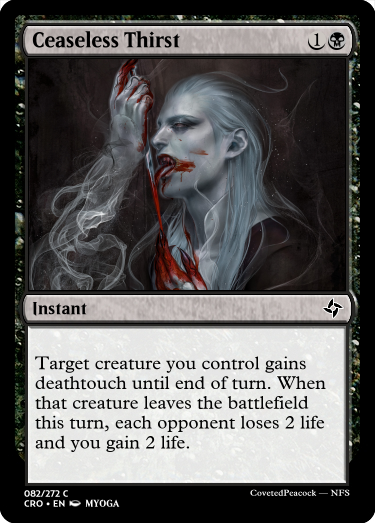 Ceaseless Thirst 1
Instant
Target creature you control gains
deathtouch until end of turn. When
that creature leaves the battlefield
this turn, each opponent loses 2 life
and you gain 2 life.
082/272 C
CRO • EN MYOGA
CovetedPeacock — NFS